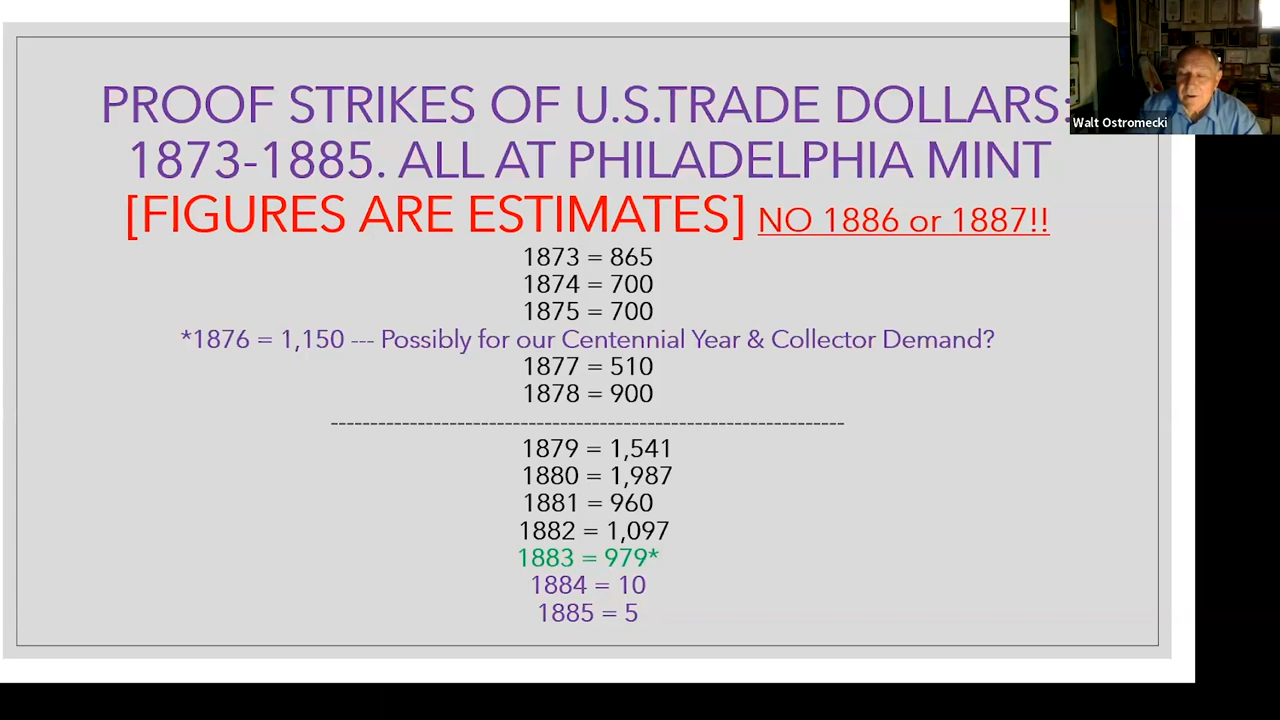 PROOF STRIKES OF U.S.TRADE DOLLARS:
1873-1885. ALL AT PHILADELPHIA MINT
[FIGURES ARE ESTIMATES] NO 1886 or 1887!!
1873 = 865
1874 = 700
1875 = 700
*1876 = 1,150 --- Possibly for our Centennial Year & Collector Demand?
1877 = 510
1878 = 900
-----------------------------------------------------------------
1879 = 1,541
1880 = 1,987
1881 = 960
1882 = 1,097
1883 = 979*
1884 = 10
1885 = 5
Walt Ostromecki